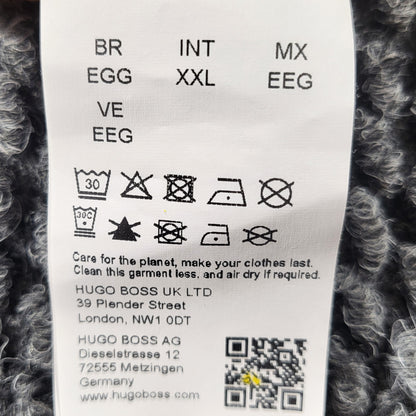 BR INT MX
EGG XXL EEG
VE
EEG
30
30C
Care for the planet, make your clothes last.
Clean this garment less, and air dry if required.
HUGO BOSS UK LTD
39 Plender Street
London, NW1 0DT
HUGO BOSS AG
Dieselstrasse 12
72555 Metzingen
Germany
www.hugoboss.com